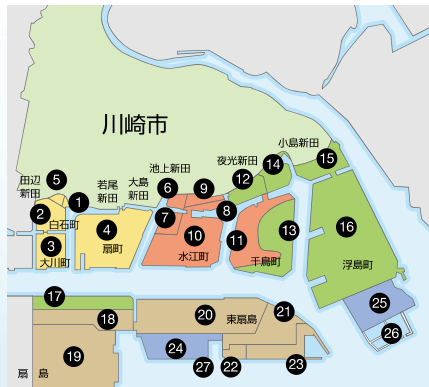 川崎市
小島新田
夜光新田
池上新田
大島
新田
若尾
新田
田辺
新田
白石町
大川町
扇町
水江町
千鳥町
浮島町
東扇島
扇島
5
14
15
6
9
12
1
2
7
8
3
4
10
11
13
16
17
18
20
21
25
26
19
24
27
22
23